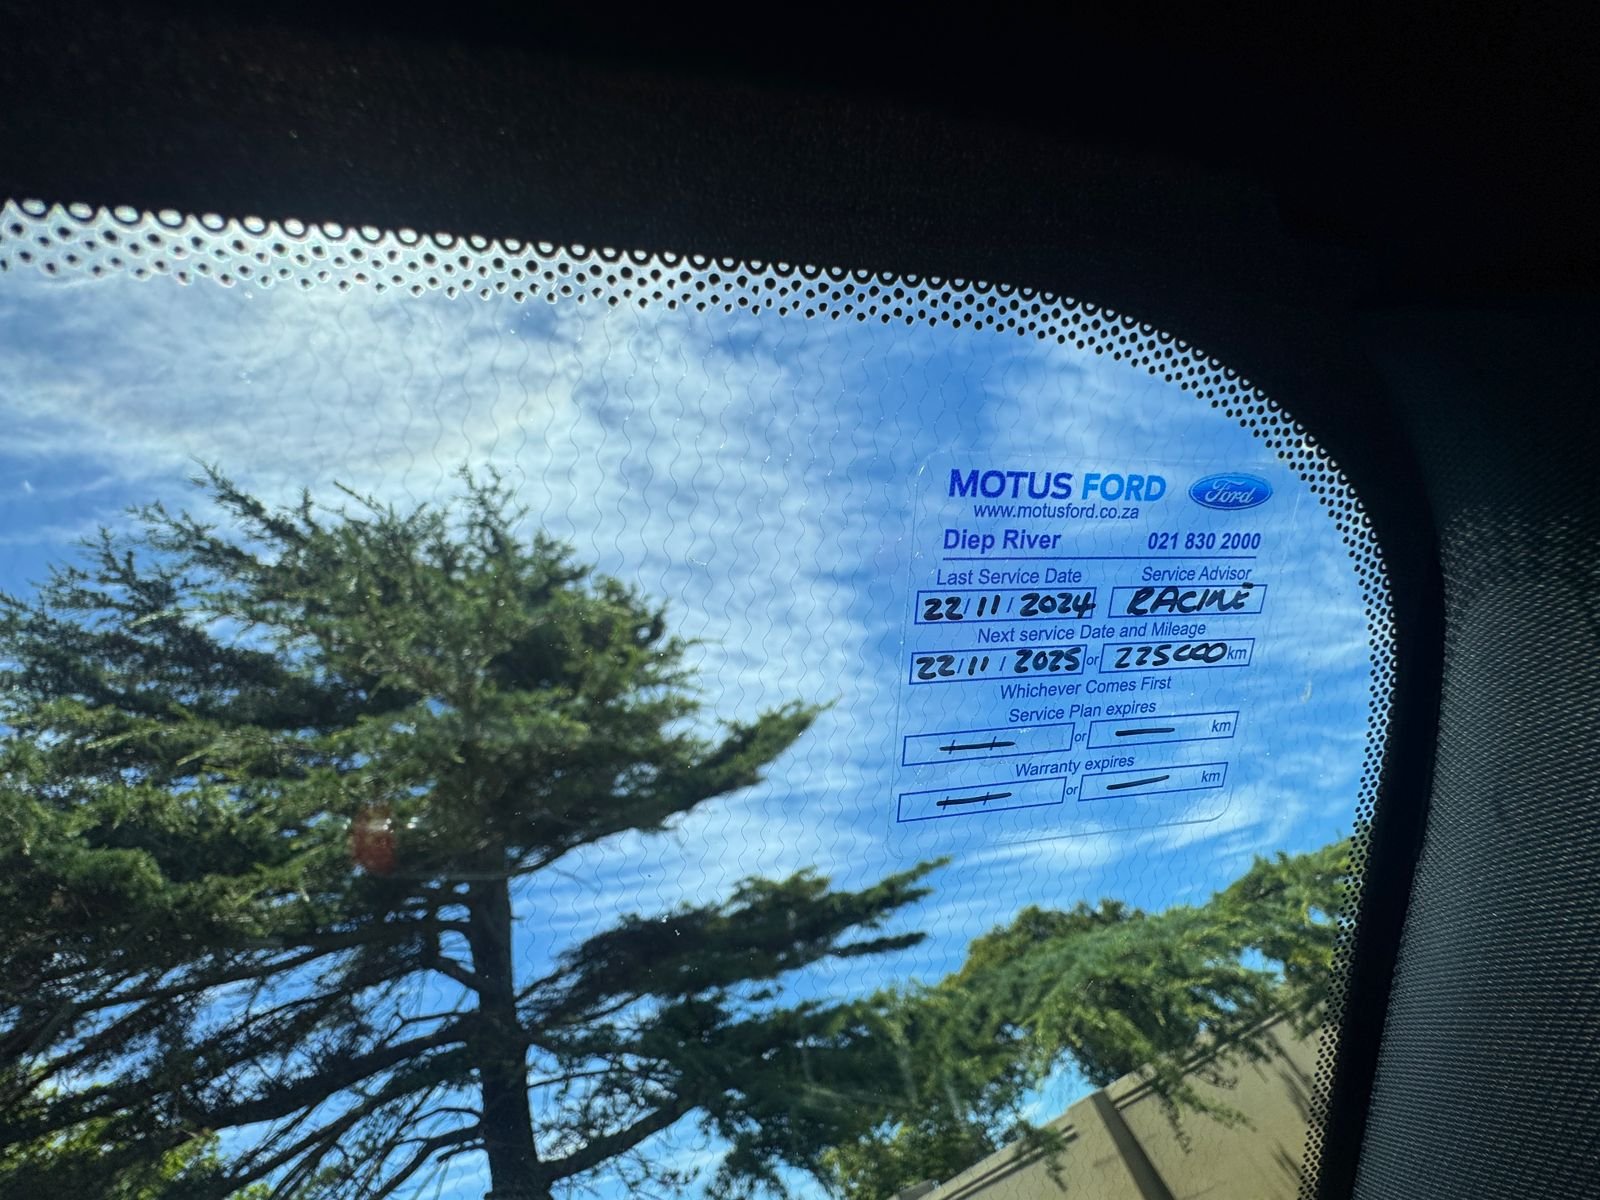 MOTUS FORD Ford
www.motusford.co.za
Diep River 021 830 2000
Last Service Date Service Advisor
22/11/2024 RACINE
Next service Date and Mileage
22/11/2025 or 225000 km
Whichever Comes First
Service Plan expires
or km
Warranty expires
or km